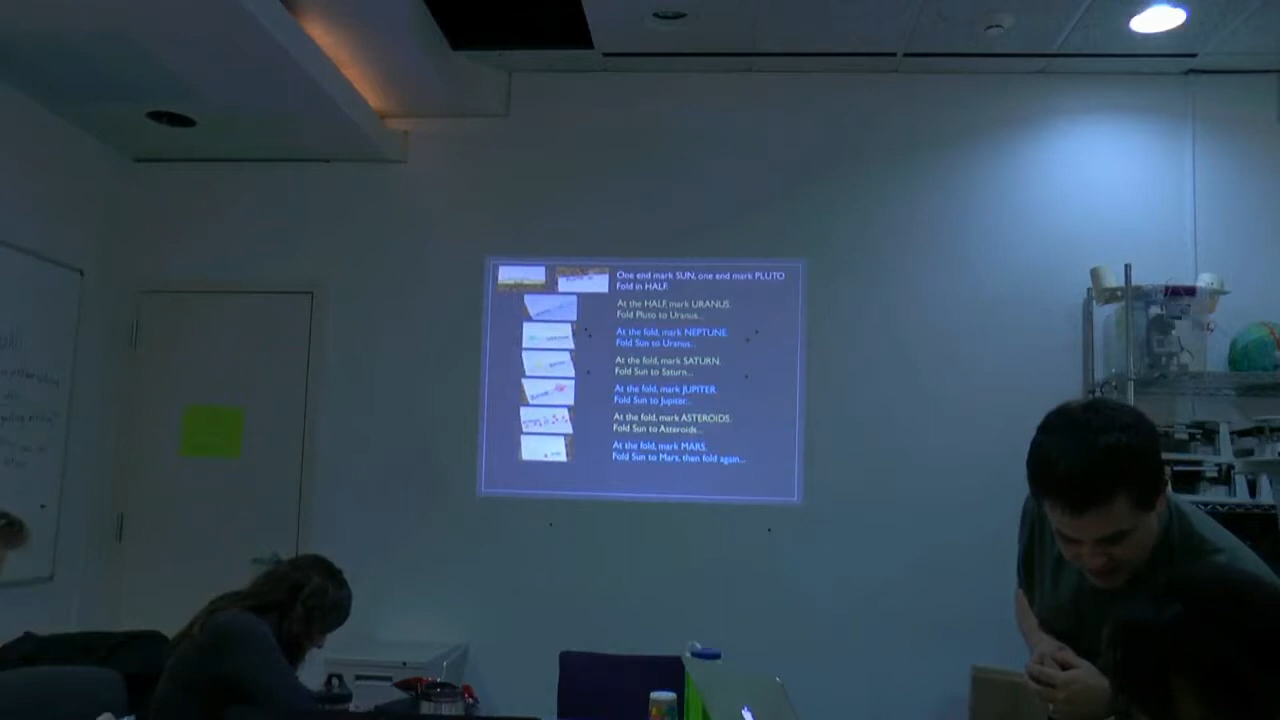 One end mark SUN, one end mark PLUTO
Fold in HALF.
At the HALF, mark URANUS.
Fold Pluto to Uranus...
At the fold, mark NEPTUNE.
Fold Sun to Uranus...
At the fold, mark SATURN.
Fold Sun to Saturn...
At the fold, mark JUPITER.
Fold Sun to Jupiter...
At the fold, mark ASTEROIDS.
Fold Sun to Asteroids...
At the fold, mark MARS.
Fold Sun to Mars, then fold again...